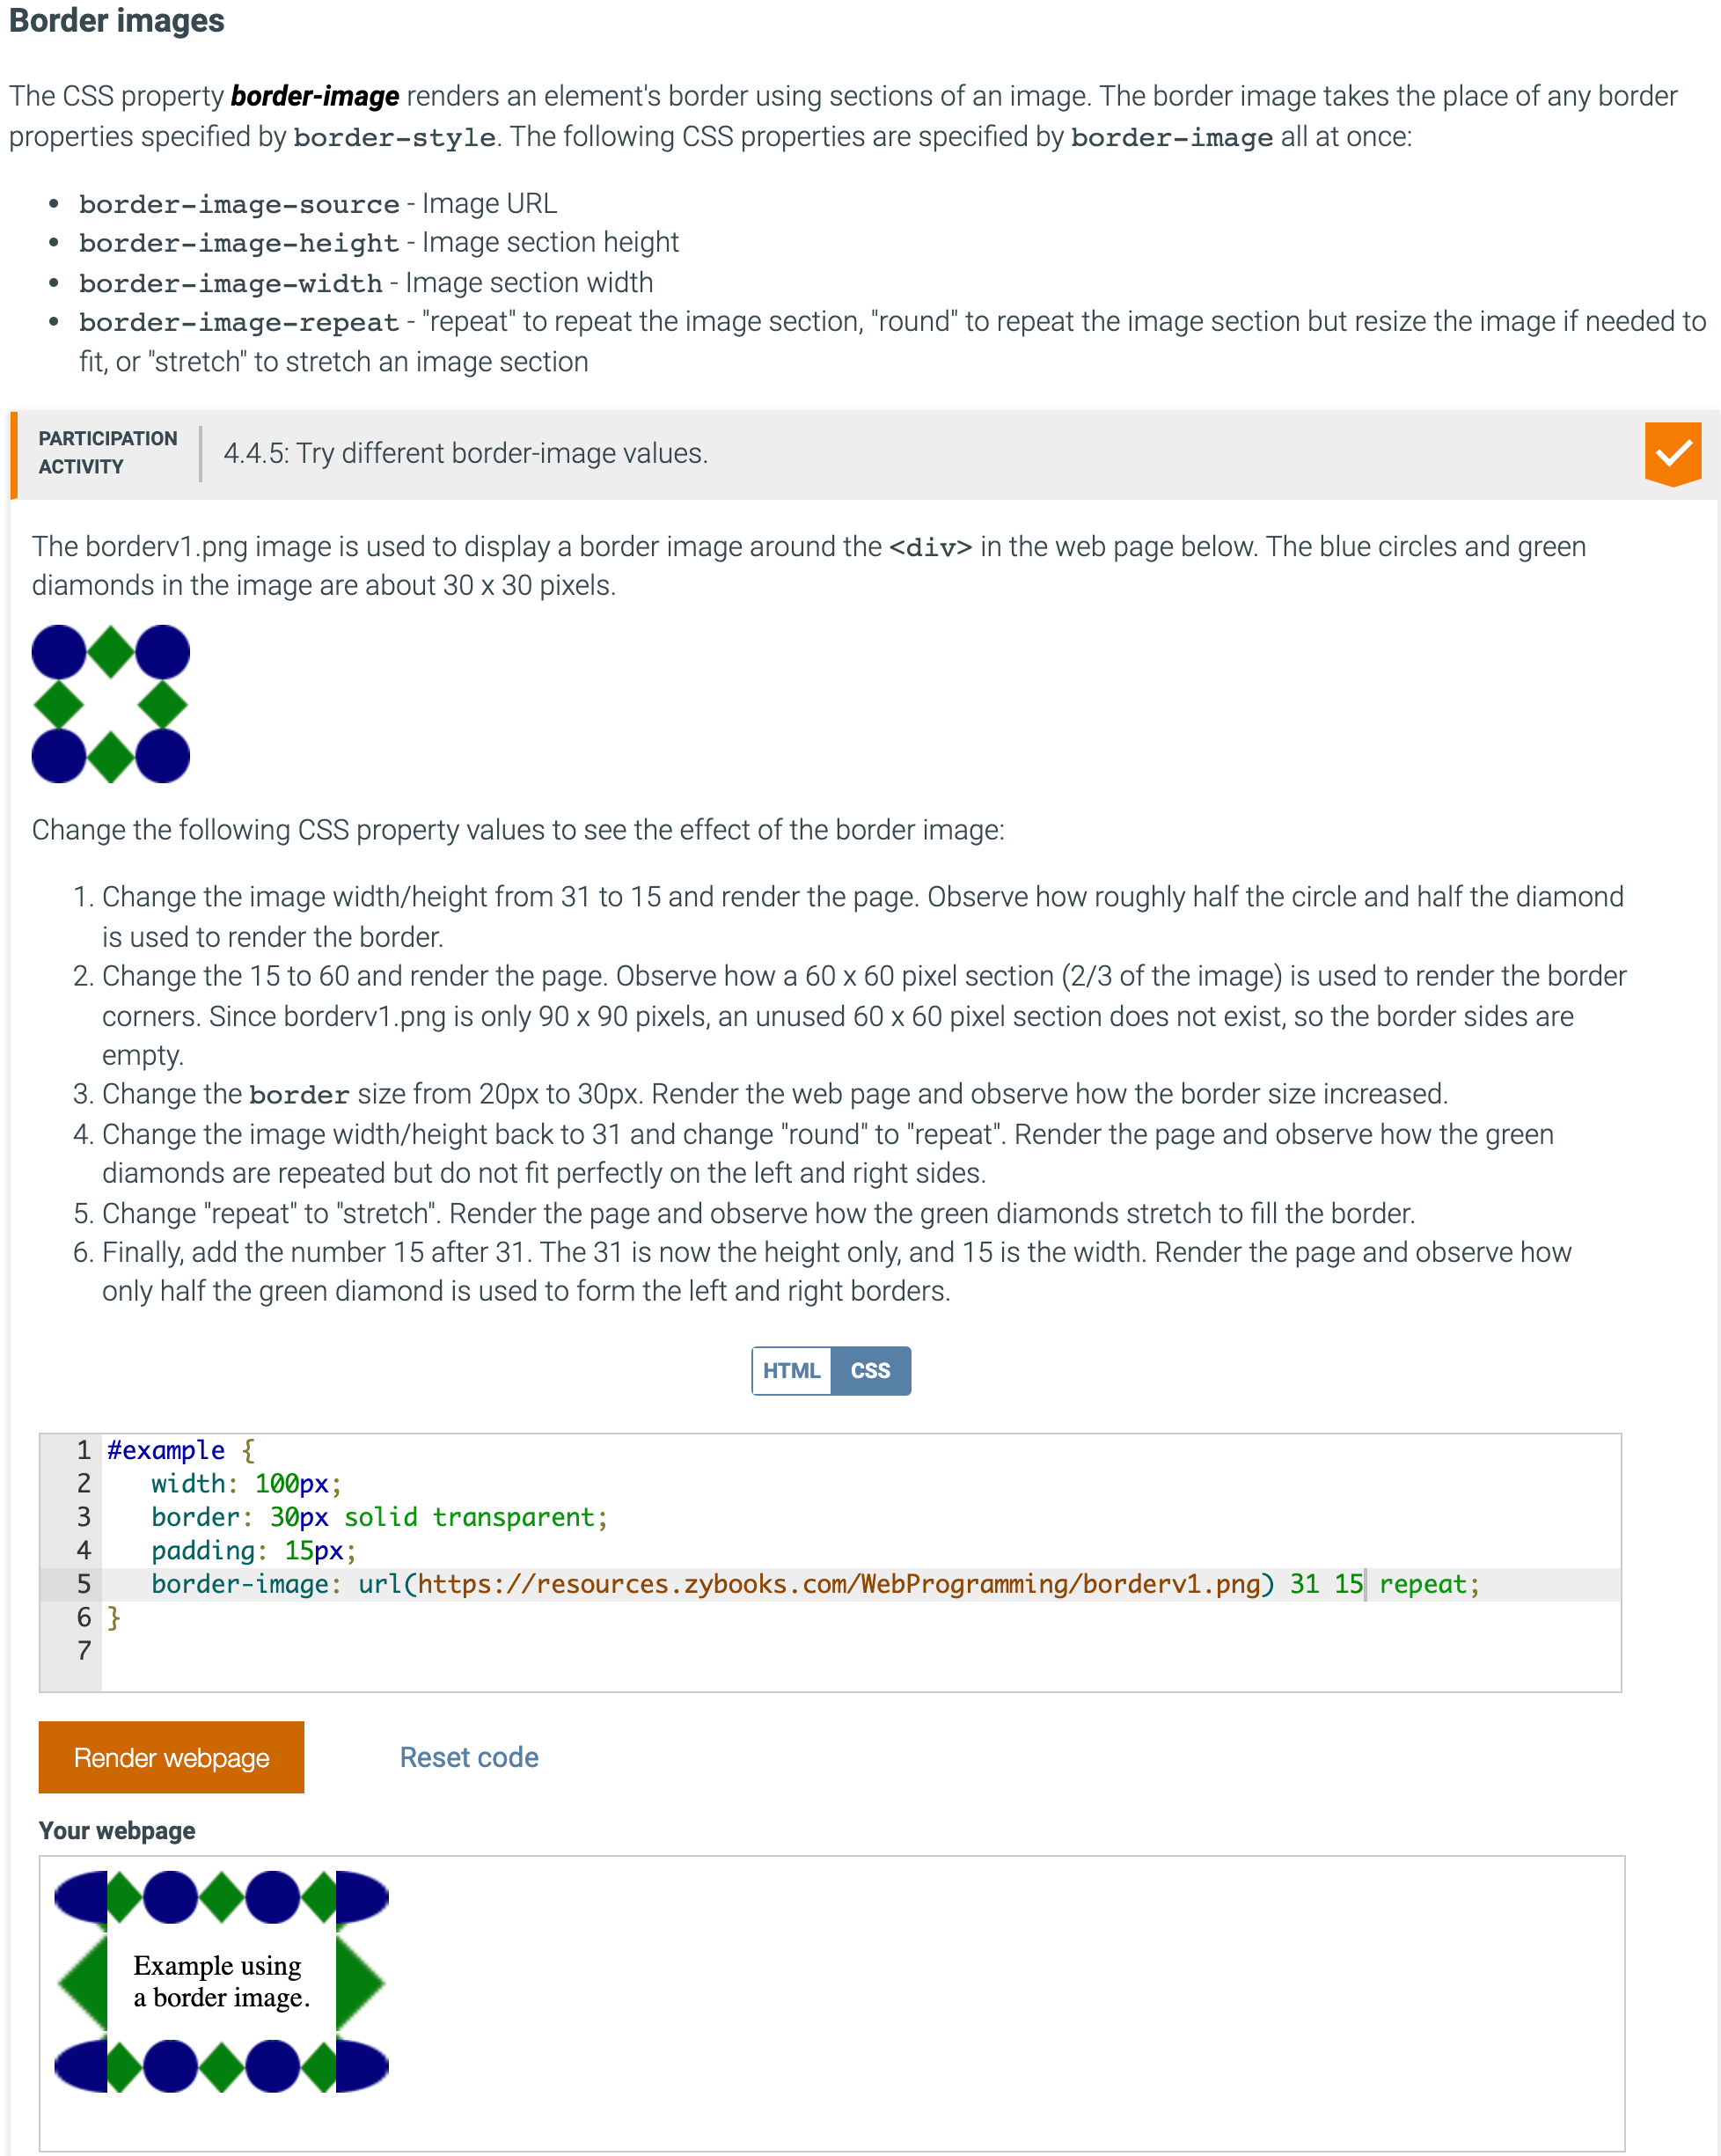 Border images
The CSS property border-image renders an element's border using sections of an image. The border image takes the place of any border
properties specified by border-style. The following CSS properties are specified by border-image all at once:
• border-image-source - Image URL
• border-image-height - Image section height
• border-image-width - Image section width
• border-image-repeat - "repeat" to repeat the image section, "round" to repeat the image section but resize the image if needed to
fit, or "stretch" to stretch an image section
PARTICIPATION
ACTIVITY
4.4.5: Try different border-image values.
The borderv1.png image is used to display a border image around the <div> in the web page below. The blue circles and green
diamonds in the image are about 30 x 30 pixels.
Change the following CSS property values to see the effect of the border image:
1. Change the image width/height from 31 to 15 and render the page. Observe how roughly half the circle and half the diamond
is used to render the border.
2. Change the 15 to 60 and render the page. Observe how a 60 x 60 pixel section (2/3 of the image) is used to render the border
corners. Since borderv1.png is only 90 x 90 pixels, an unused 60 x 60 pixel section does not exist, so the border sides are
empty.
3. Change the border size from 20px to 30px. Render the web page and observe how the border size increased.
4. Change the image width/height back to 31 and change "round" to "repeat". Render the page and observe how the green
diamonds are repeated but do not fit perfectly on the left and right sides.
5. Change "repeat" to "stretch". Render the page and observe how the green diamonds stretch to fill the border.
6. Finally, add the number 15 after 31. The 31 is now the height only, and 15 is the width. Render the page and observe how
only half the green diamond is used to form the left and right borders.
HTML CSS
1 #example {
2 width: 100px;
3 border: 30px solid transparent;
4 padding: 15px;
5 border-image: url(https://resources.zybooks.com/WebProgramming/borderv1.png) 31 15 repeat;
6 }
7
Render webpage Reset code
Your webpage
Example using
a border image.